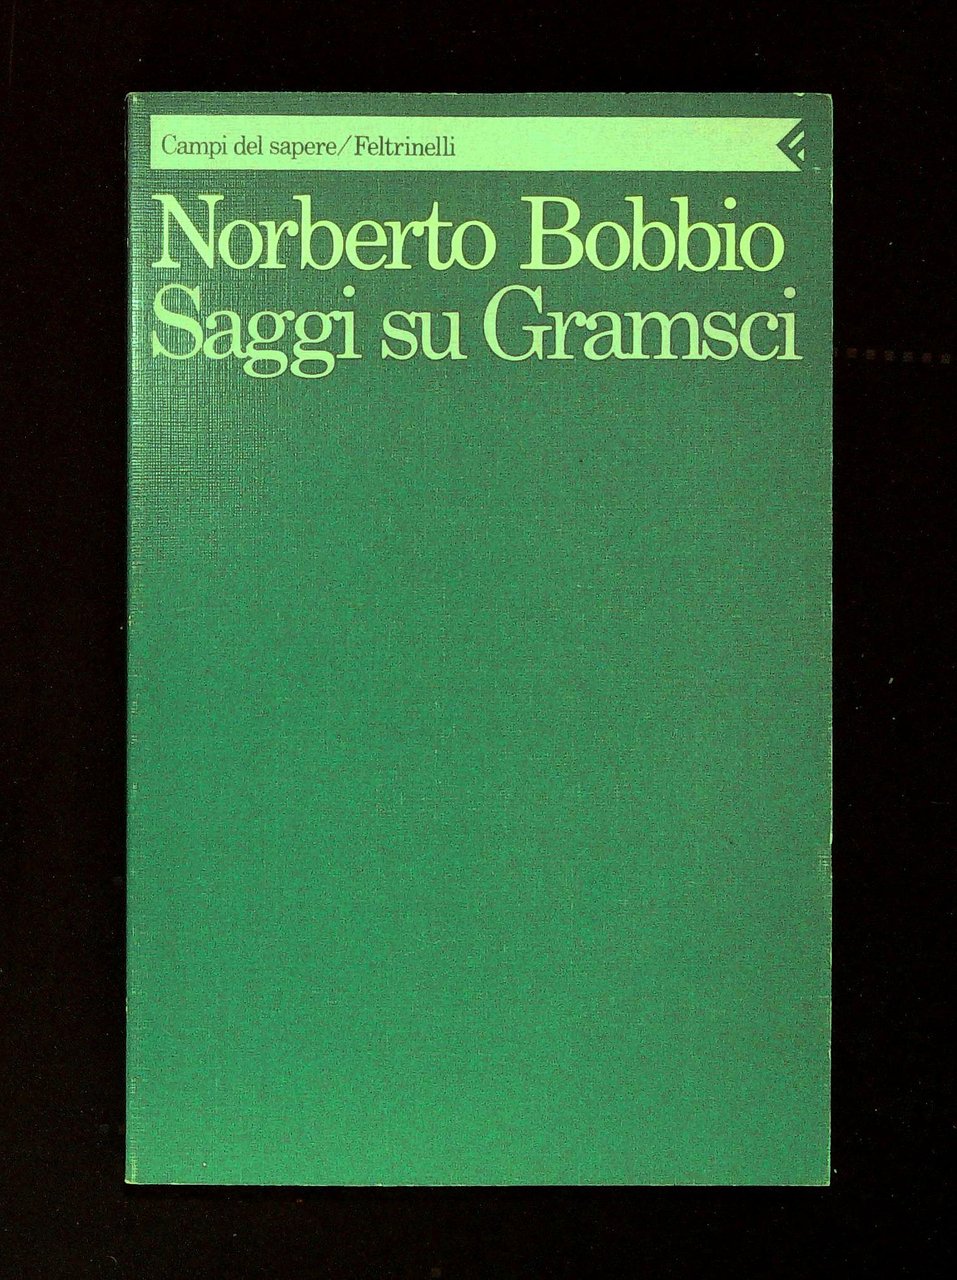 Campi del sapere/Feltrinelli
Norberto Bobbio
Saggi su Gramsci